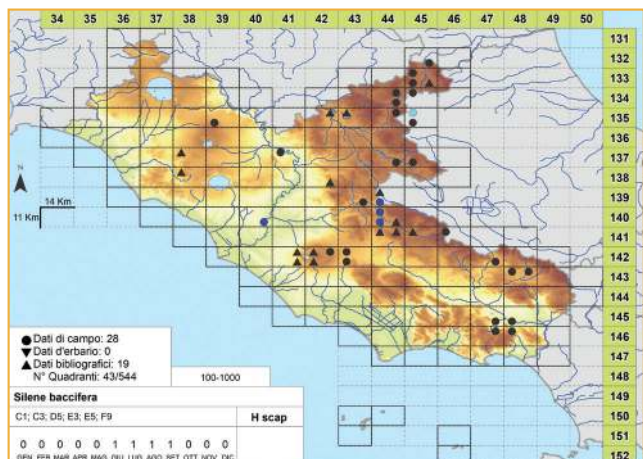 34 35 36 37 38 39 40 41 42 43 44 45 46 47 48 49 50
131
132
133
134
135
136
137
138
139
140
141
142
143
144
145
146
147
148
149
150
151
152
N
14 Km
11 Km
Dati di campo: 28
Dati d'erbario: 0
Dati bibliografici: 19
N° Quadranti: 43/544
100-1000
Silene baccifera
C1; C3; D5; E3; E5; F9
H scap
0 0 0 0 0 1 1 1 1 0 0 0
GEN FEB MAR APR MAG GIU LUG AGO SET OTT NOV DIC